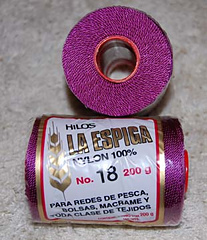 HILOS
LA ESPIGA
NYLON 100%
No. 18 200 g
PARA REDES DE PESCA,
BOLSAS, MACRAME Y
TODA CLASE DE TEJIDOS